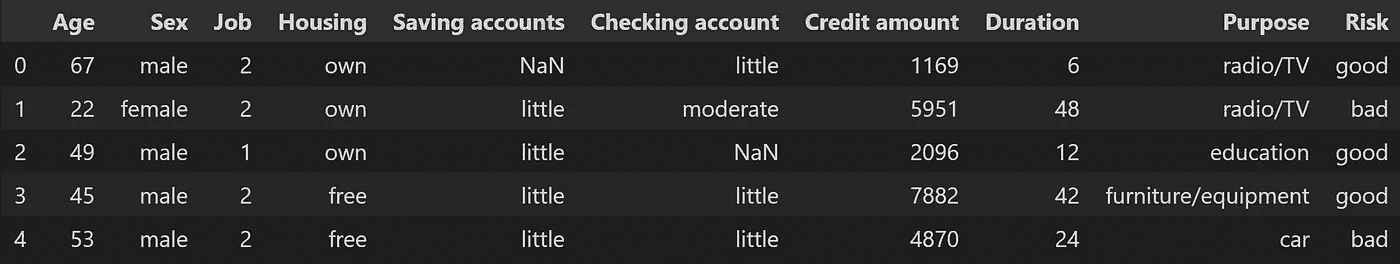 Age Sex Job Housing Saving accounts Checking account Credit amount Duration Purpose Risk
0 67 male 2 own NaN little 1169 6 radio/TV good
1 22 female 2 own little moderate 5951 48 radio/TV bad
2 49 male 1 own little NaN 2096 12 education good
3 45 male 2 free little little 7882 42 furniture/equipment good
4 53 male 2 free little little 4870 24 car bad